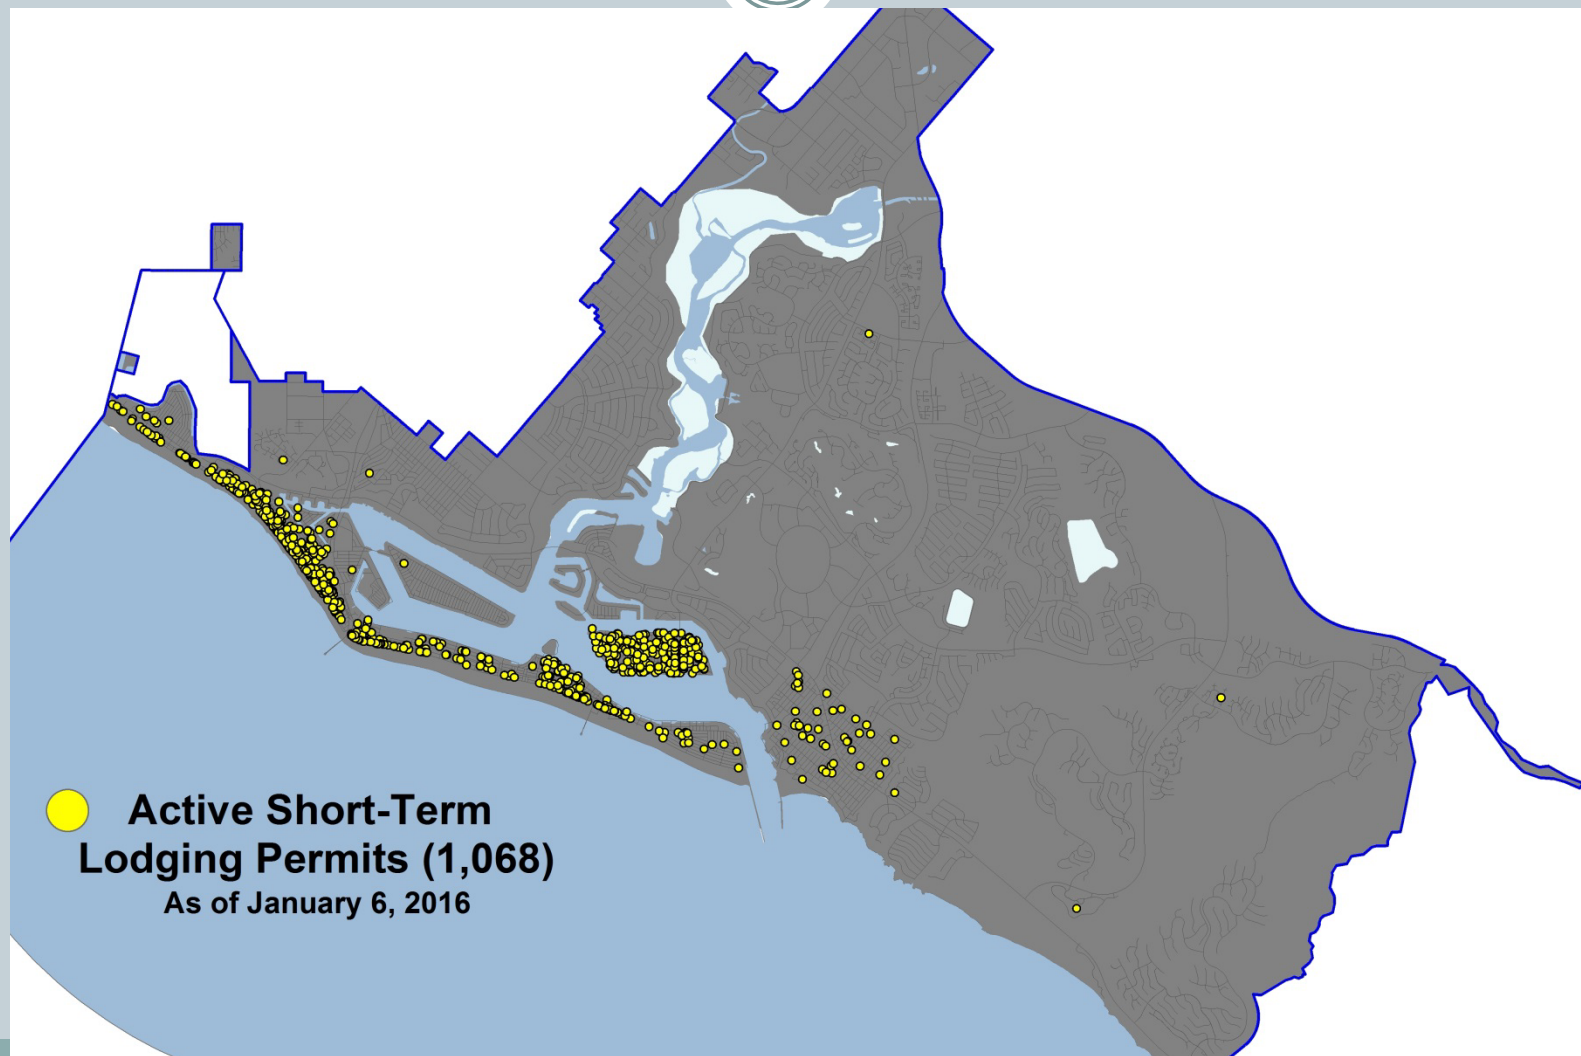 Active Short-Term
Lodging Permits (1,068)
As of January 6, 2016